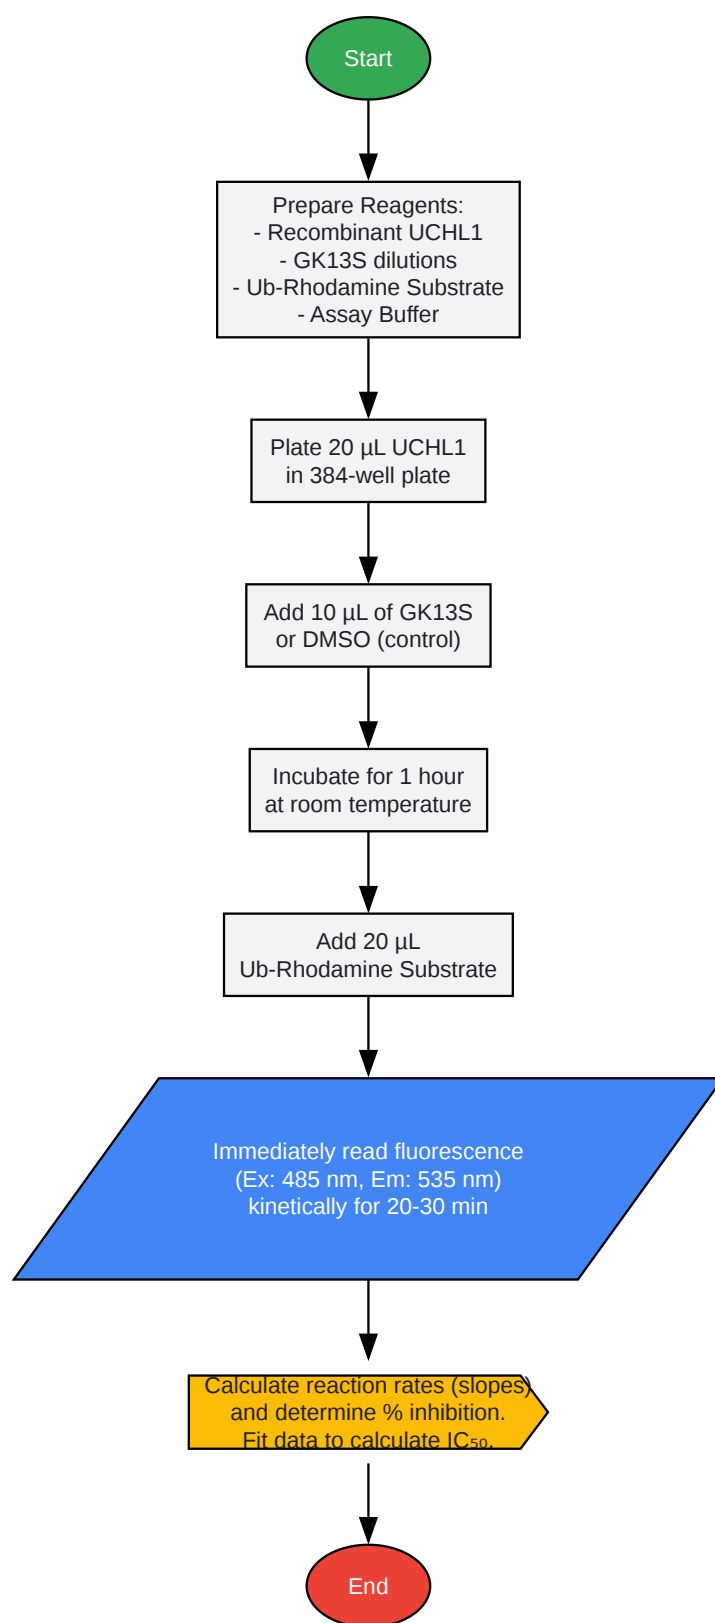 Start
Prepare Reagents:
- Recombinant UCHL1
- GK13S dilutions
- Ub-Rhodamine Substrate
- Assay Buffer
Plate 20 µL UCHL1
in 384-well plate
Add 10 µL of GK13S
or DMSO (control)
Incubate for 1 hour
at room temperature
Add 20 µL
Ub-Rhodamine Substrate
Immediately read fluorescence
(Ex: 485 nm, Em: 535 nm)
kinetically for 20-30 min
Calculate reaction rates (slopes)
and determine % inhibition.
Fit data to calculate IC₅₀.
End